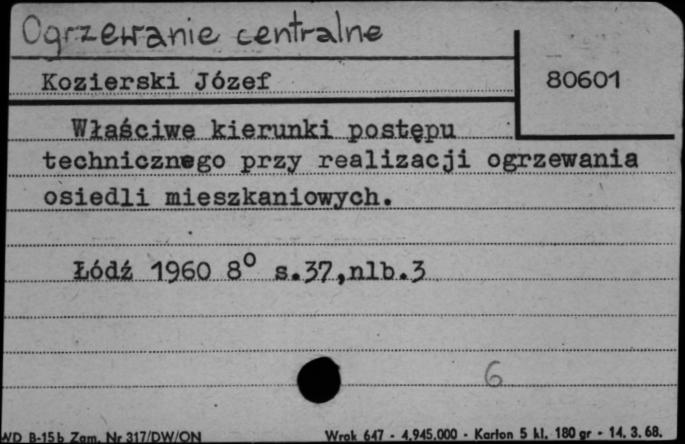 Ogrzewanie centralne
Kozierski Józef
80601
Właściwe kierunki postępu
technicznego przy realizacji ogrzewania
osiedli mieszkaniowych.
Łódź 1960 8° s.37,nlb.3
6
WD B-15b Zam. Nr 317/DW/ON
Wrok 647 - 4.945.000 - Karton 5 kl. 180 gr - 14. 3. 68.